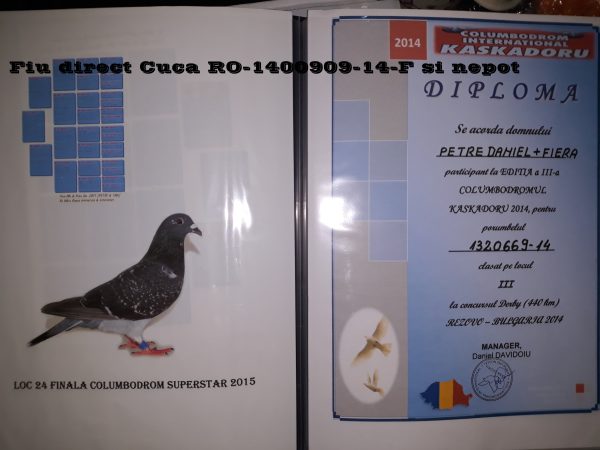 Fiu direct Cuca RO-1400909-14-F si nepot
LOC 24 FINALA COLUMBODROM SUPERSTAR 2015
2014
COLUMBODROM
INTERNATIONAL
KASKADORU
DIPLOMA
Se acorda domnului
PETRE DANIEL + FIERA
participant la EDIŢIA a III-a
COLUMBODROMUL
KASKADORU 2014, pentru
porumbelul
1320669-14
clasat pe locul
III
la concursul Derby (440 km)
REZOVO – BULGARIA 2014
MANAGER,
Daniel DAVIDOIU